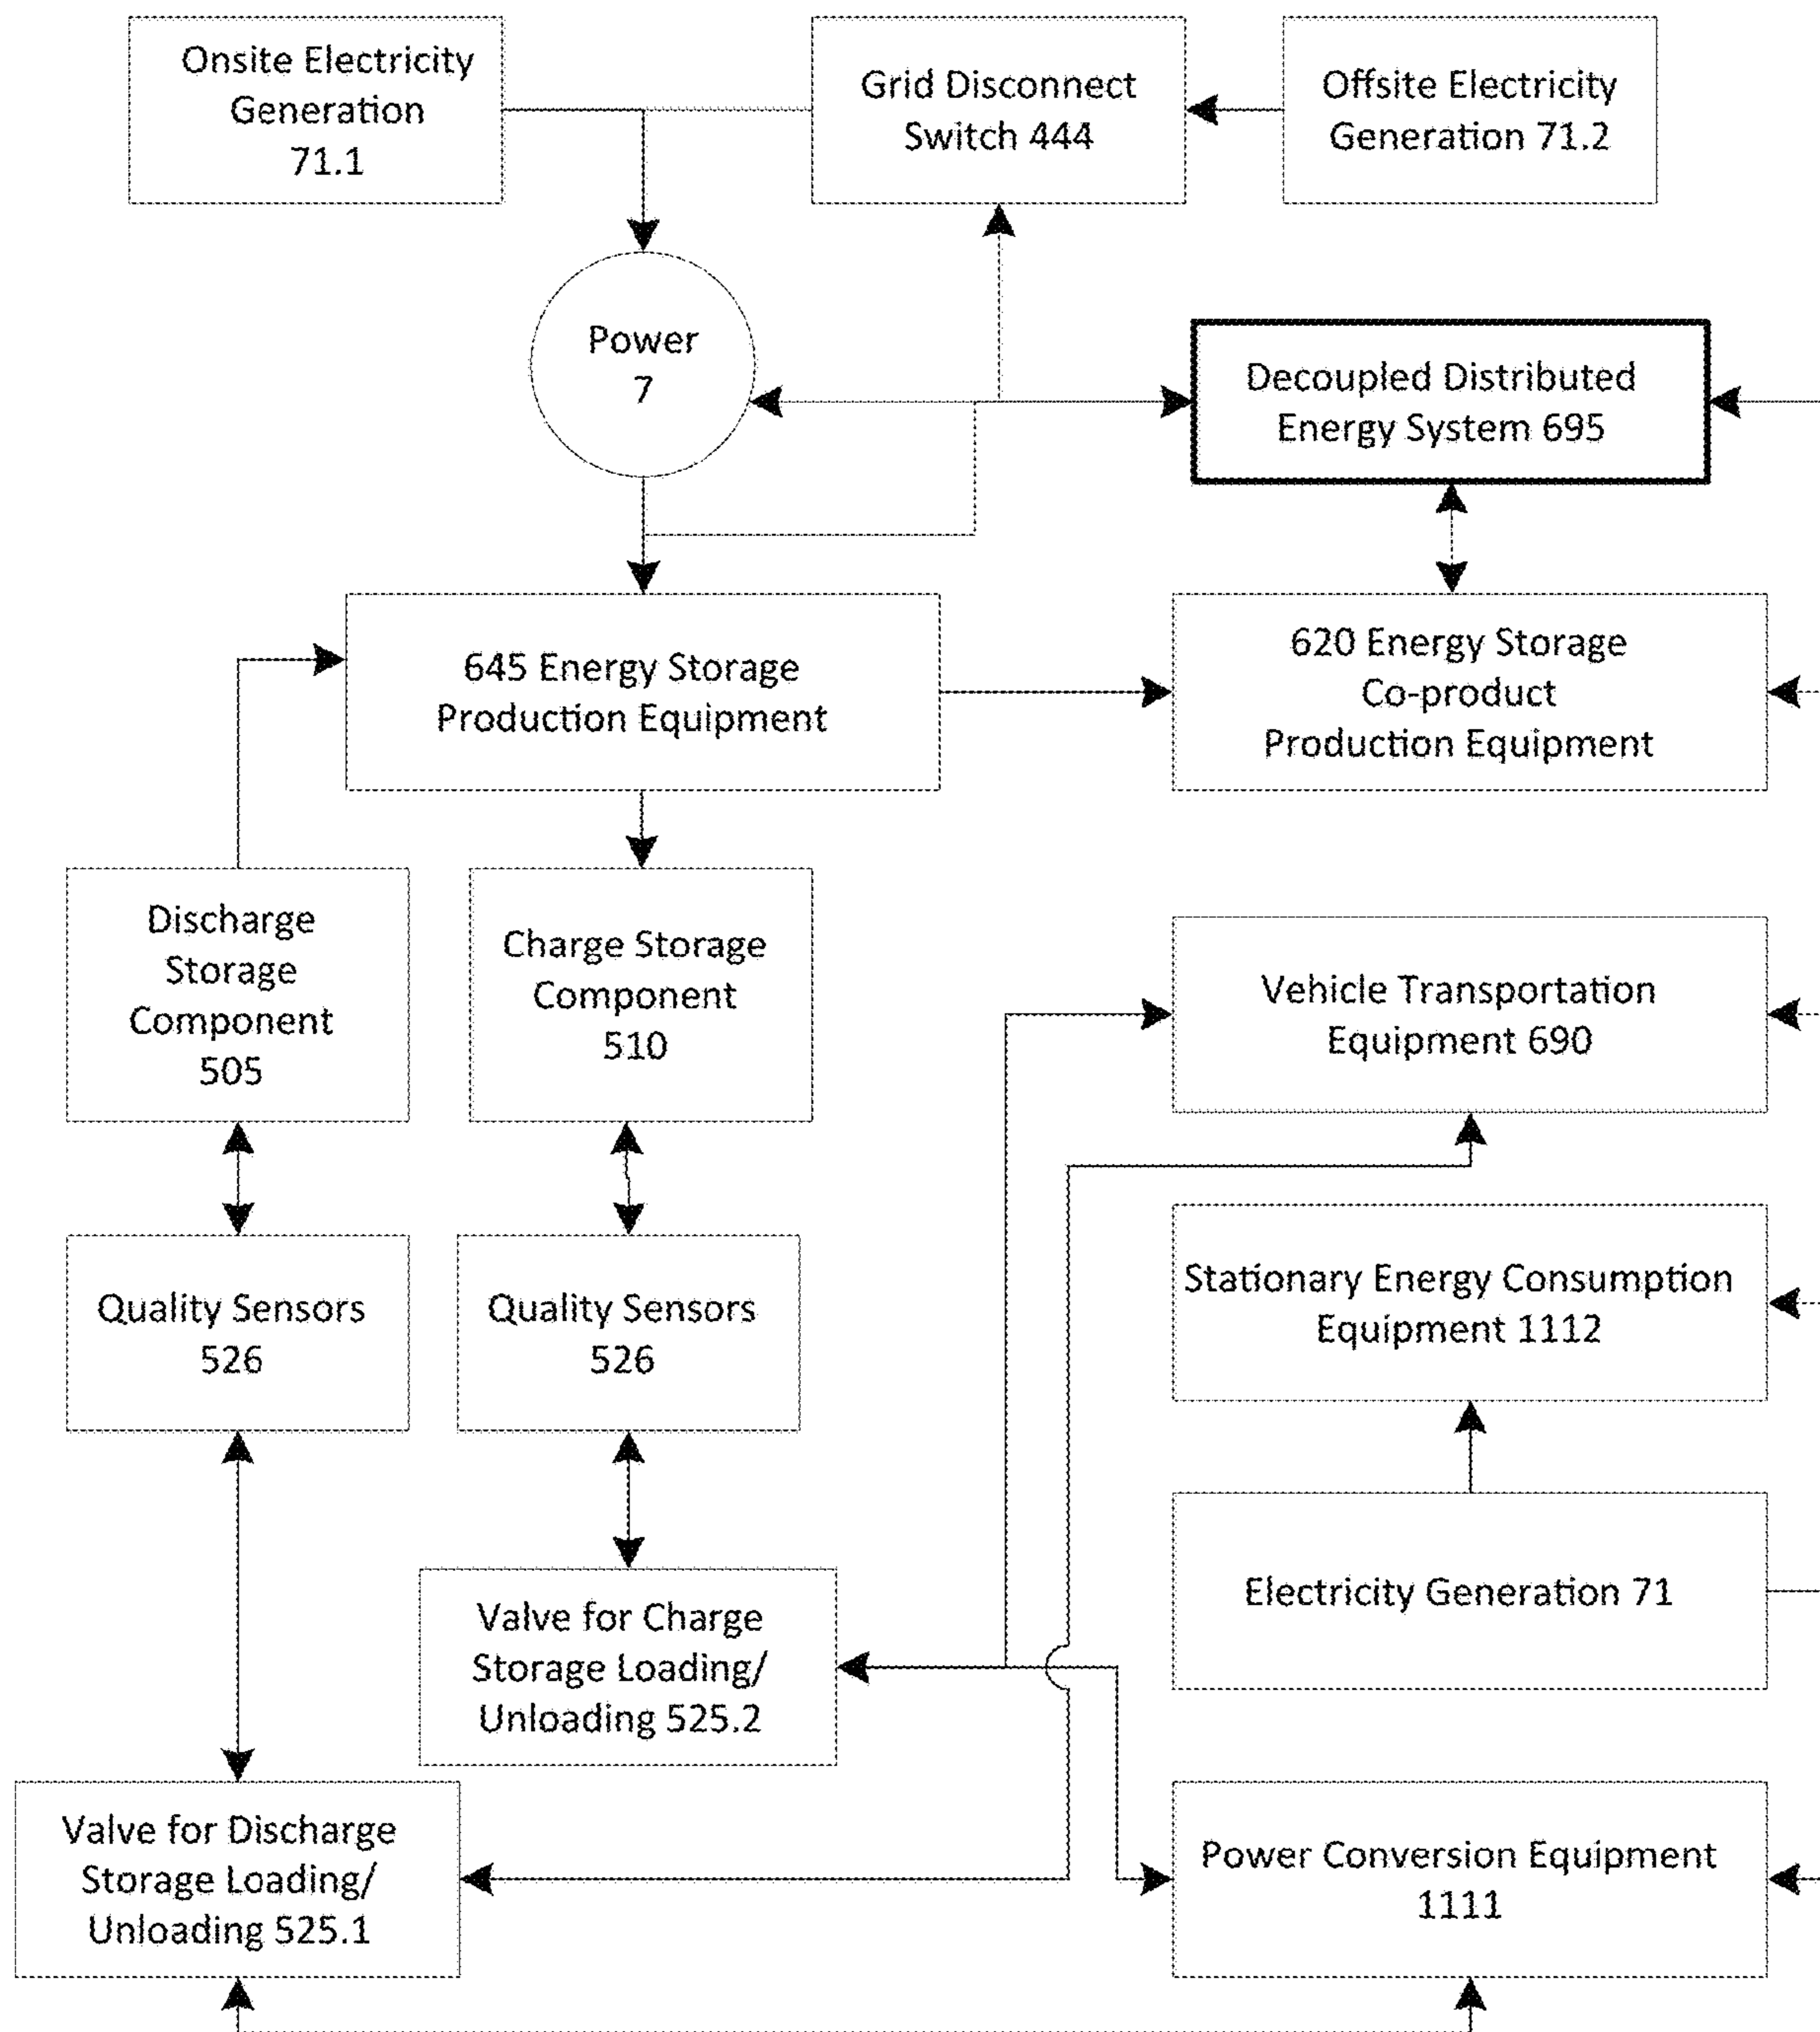 Onsite Electricity
Generation
71.1
Grid Disconnect
Switch 444
Offsite Electricity
Generation 71.2
Power
7
Decoupled Distributed
Energy System 695
645 Energy Storage
Production Equipment
620 Energy Storage
Co-product
Production Equipment
Discharge
Storage
Component
505
Charge Storage
Component
510
Vehicle Transportation
Equipment 690
Quality Sensors
526
Quality Sensors
526
Stationary Energy Consumption
Equipment 1112
Valve for Charge
Storage Loading/
Unloading 525.2
Electricity Generation 71
Valve for Discharge
Storage Loading/
Unloading 525.1
Power Conversion Equipment
1111